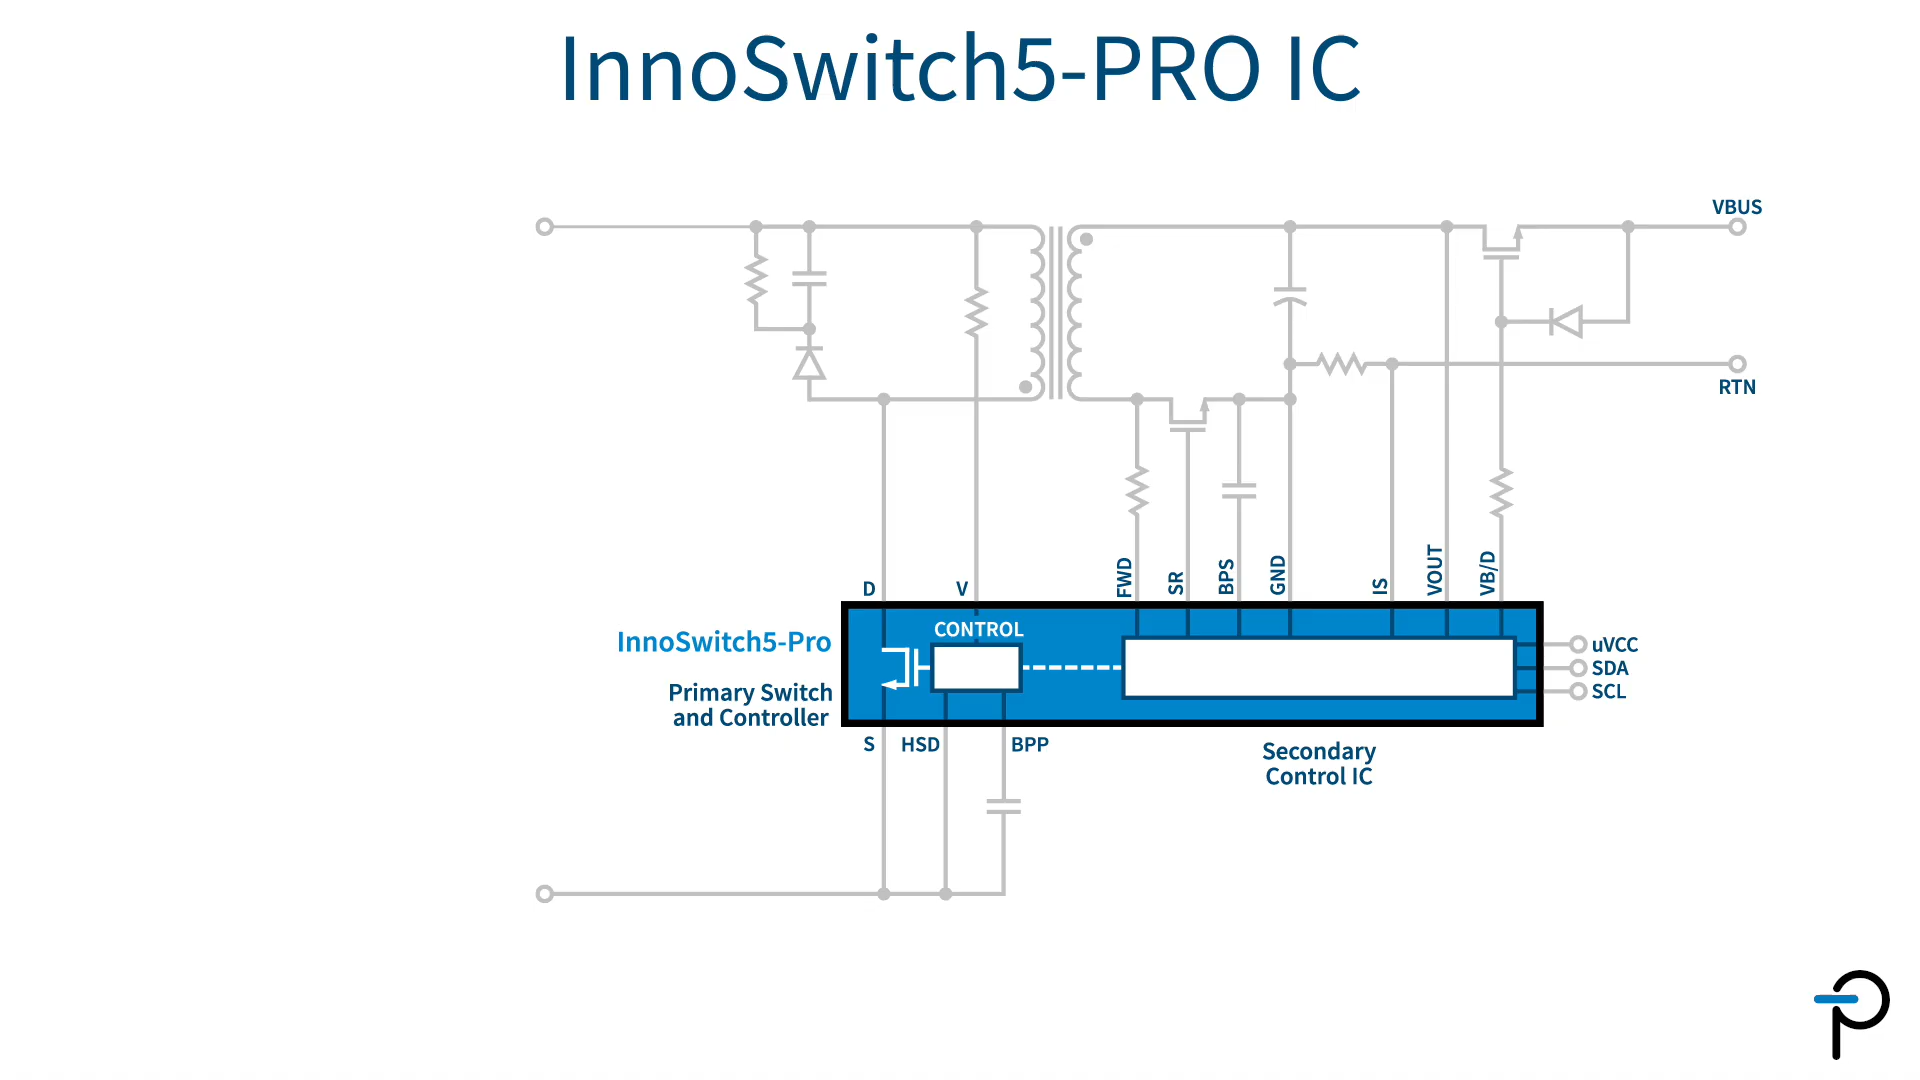 InnoSwitch5-PRO IC
VBUS
RTN
D
V
FWD
SR
BPS
GND
IS
VOUT
VB/D
InnoSwitch5-Pro
CONTROL
Primary Switch
and Controller
uVCC
SDA
SCL
S
HSD
BPP
Secondary
Control IC